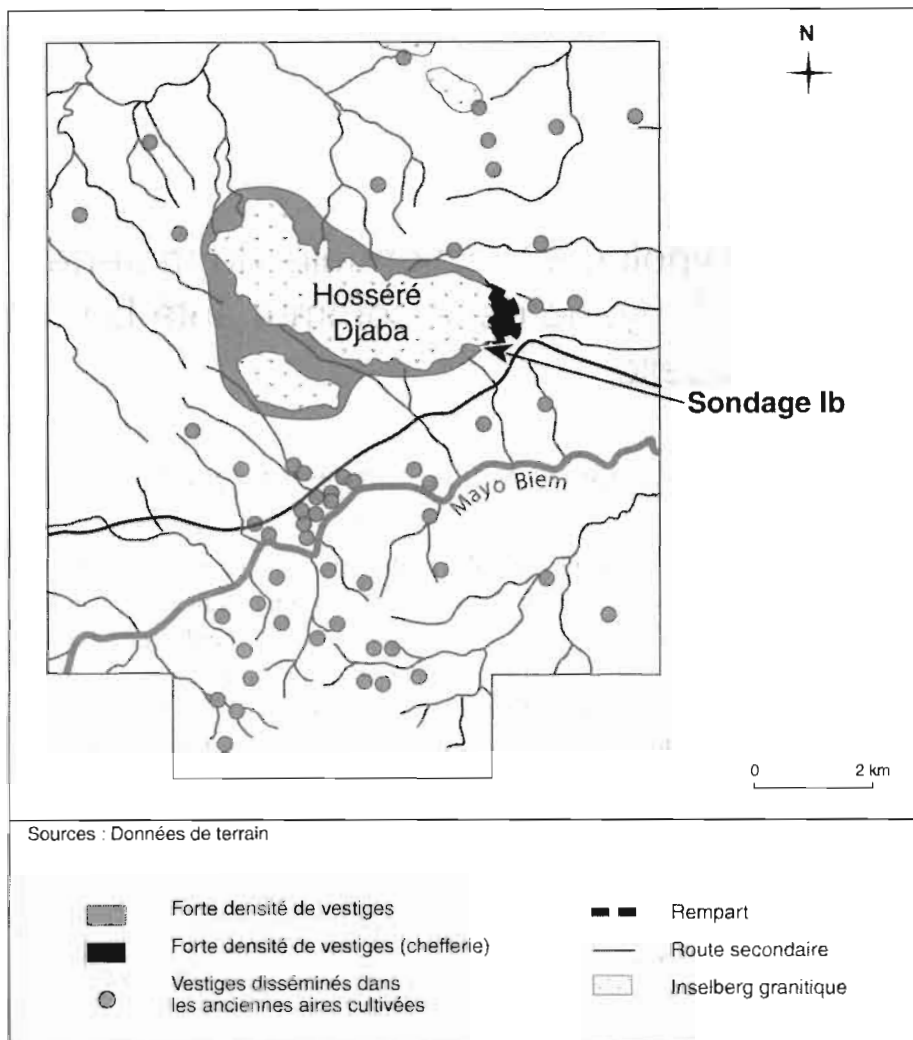 N
Hosséré
Djaba
Sondage Ib
Mayo Biem
0 2 km
Sources : Données de terrain
Forte densité de vestiges
Forte densité de vestiges (chefferie)
Vestiges disséminés dans
les anciennes aires cultivées
Rempart
Route secondaire
Inselberg granitique